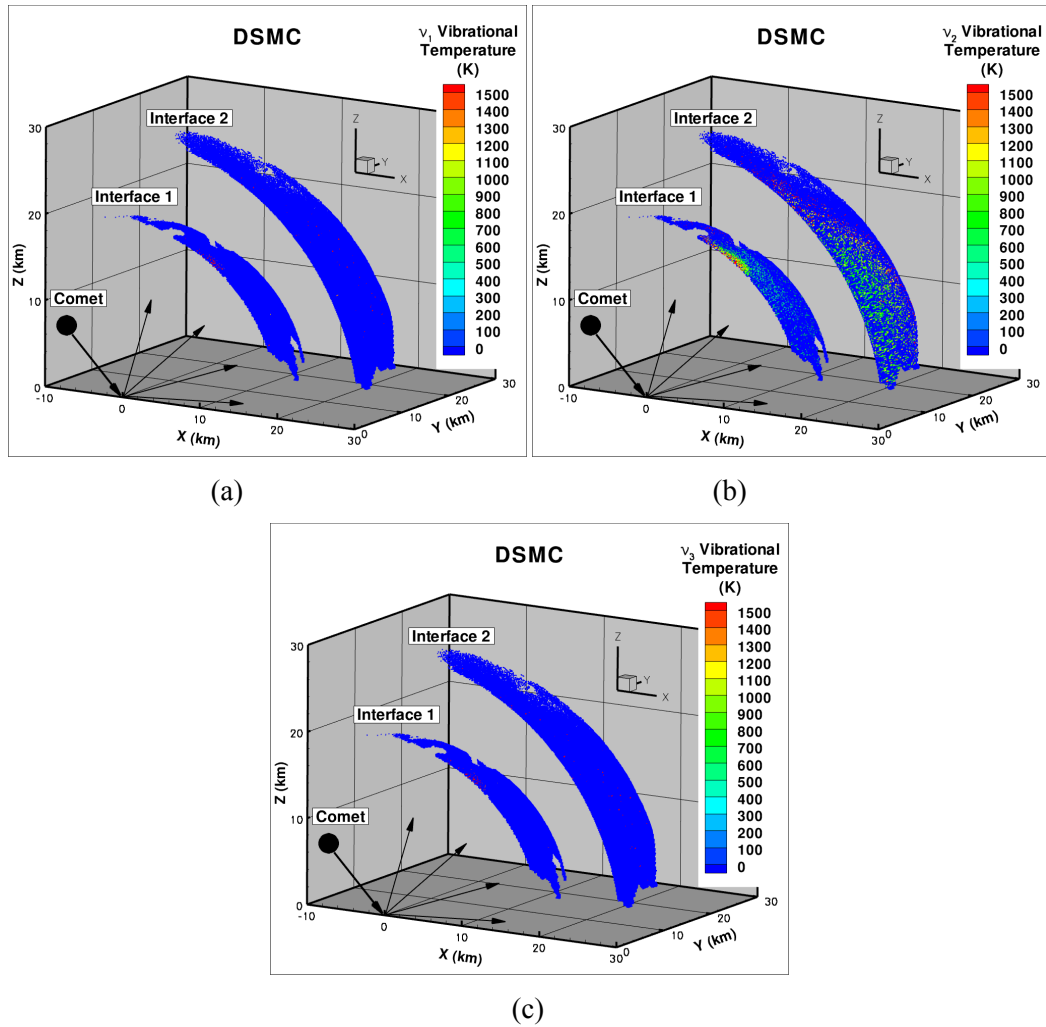 DSMC
ν1 Vibrational
Temperature
(K)
1500
1400
1300
1200
1100
1000
900
800
700
600
500
400
300
200
100
0
Interface 2
Interface 1
Comet
Z
Y
X
30
20
10
0
Z (km)
-10
0
10
20
30
X (km)
0
10
20
30
Y (km)
(a)
DSMC
ν2 Vibrational
Temperature
(K)
1500
1400
1300
1200
1100
1000
900
800
700
600
500
400
300
200
100
0
Interface 2
Interface 1
Comet
Z
Y
X
30
20
10
0
Z (km)
-10
0
10
20
30
X (km)
0
10
20
30
Y (km)
(b)
DSMC
ν3 Vibrational
Temperature
(K)
1500
1400
1300
1200
1100
1000
900
800
700
600
500
400
300
200
100
0
Interface 2
Interface 1
Comet
Z
Y
X
30
20
10
0
Z (km)
-10
0
10
20
30
X (km)
0
10
20
30
Y (km)
(c)